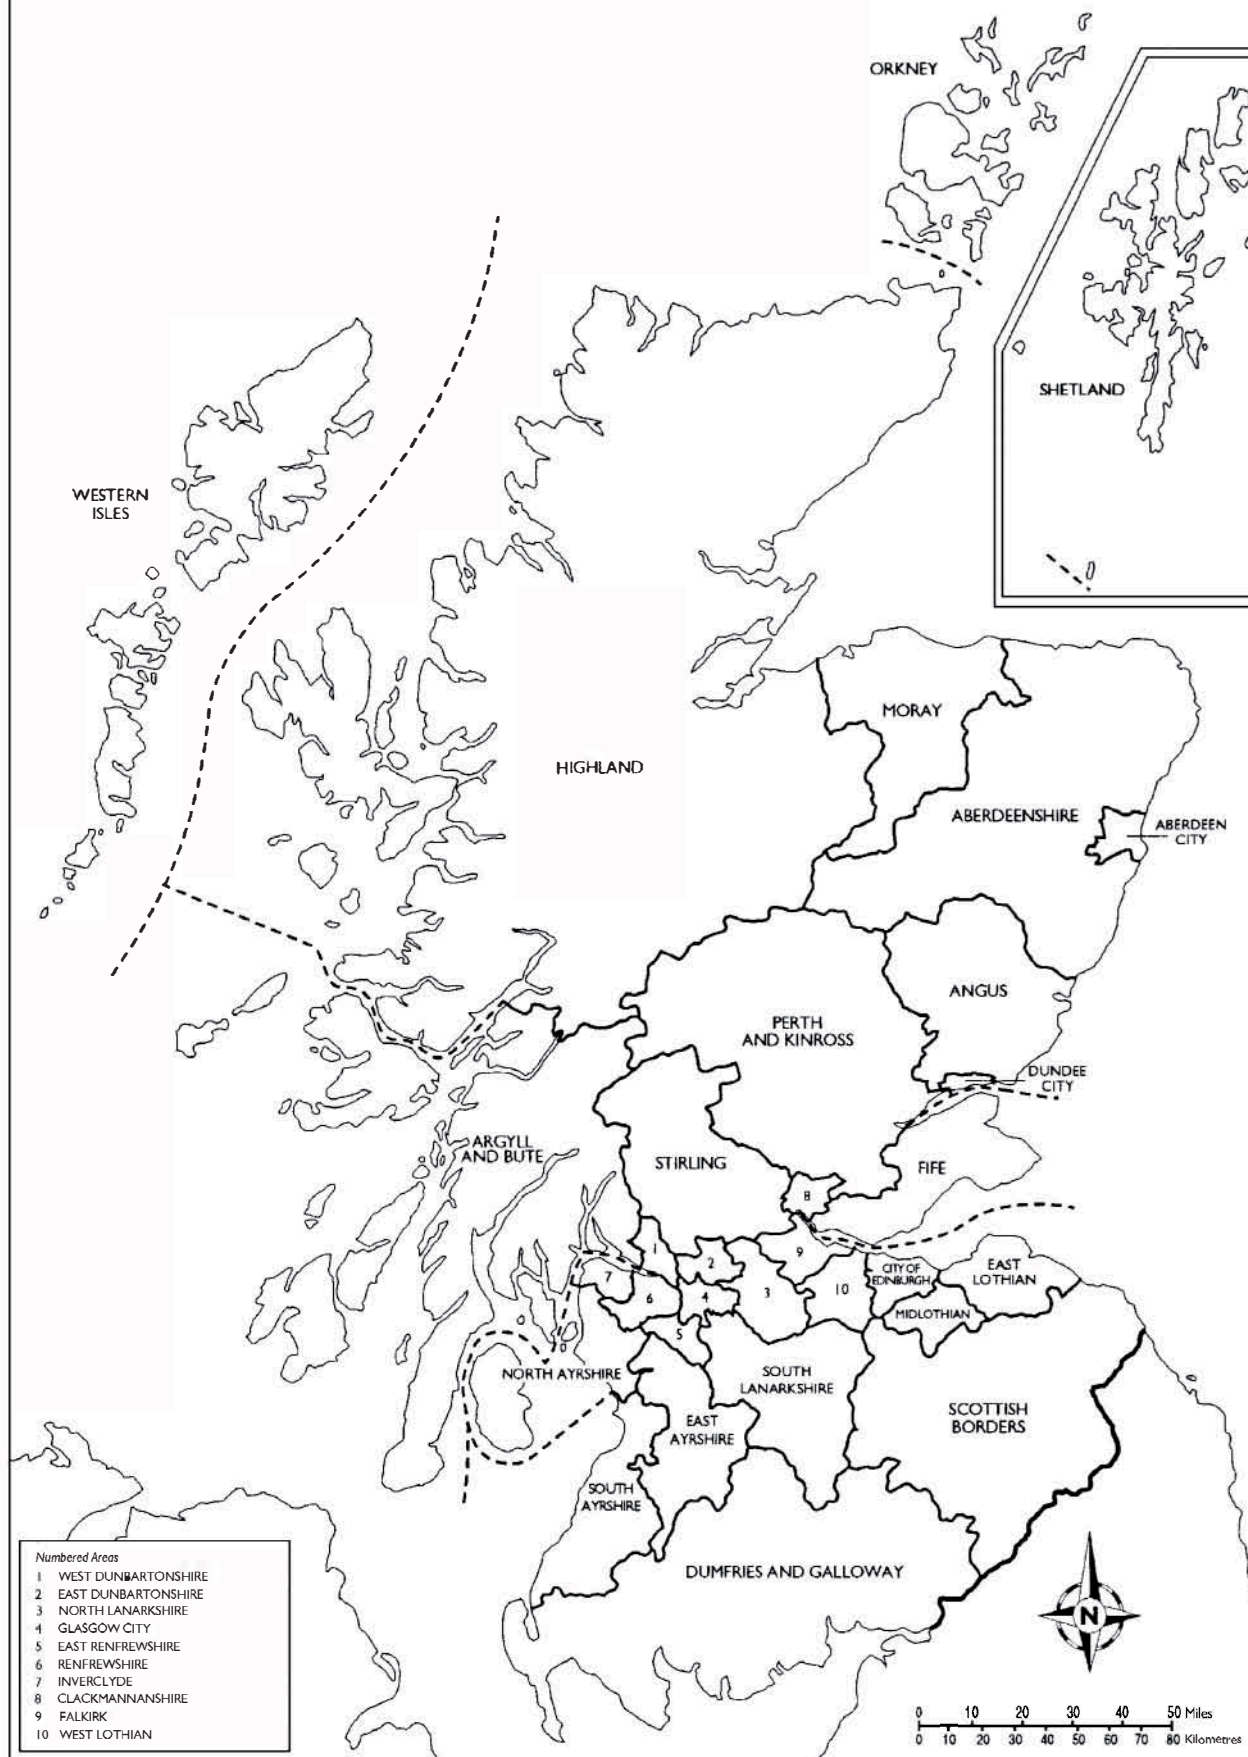 ORKNEY
SHETLAND
WESTERN
ISLES
MORAY
HIGHLAND
ABERDEENSHIRE
ABERDEEN
CITY
ANGUS
PERTH
AND KINROSS
DUNDEE
CITY
ARGYLL
AND BUTE
STIRLING
FIFE
8
1
2
9
7
6
4
3
10
5
CITY OF
EDINBURGH
EAST
LOTHIAN
MIDLOTHIAN
NORTH AYRSHIRE
SOUTH
LANARKSHIRE
EAST
AYRSHIRE
SCOTTISH
BORDERS
SOUTH
AYRSHIRE
DUMFRIES AND GALLOWAY
Numbered Areas
1 WEST DUNBARTONSHIRE
2 EAST DUNBARTONSHIRE
3 NORTH LANARKSHIRE
4 GLASGOW CITY
5 EAST RENFREWSHIRE
6 RENFREWSHIRE
7 INVERCLYDE
8 CLACKMANNANSHIRE
9 FALKIRK
10 WEST LOTHIAN
N
0 10 20 30 40 50 Miles
0 10 20 30 40 50 60 70 80 Kilometres